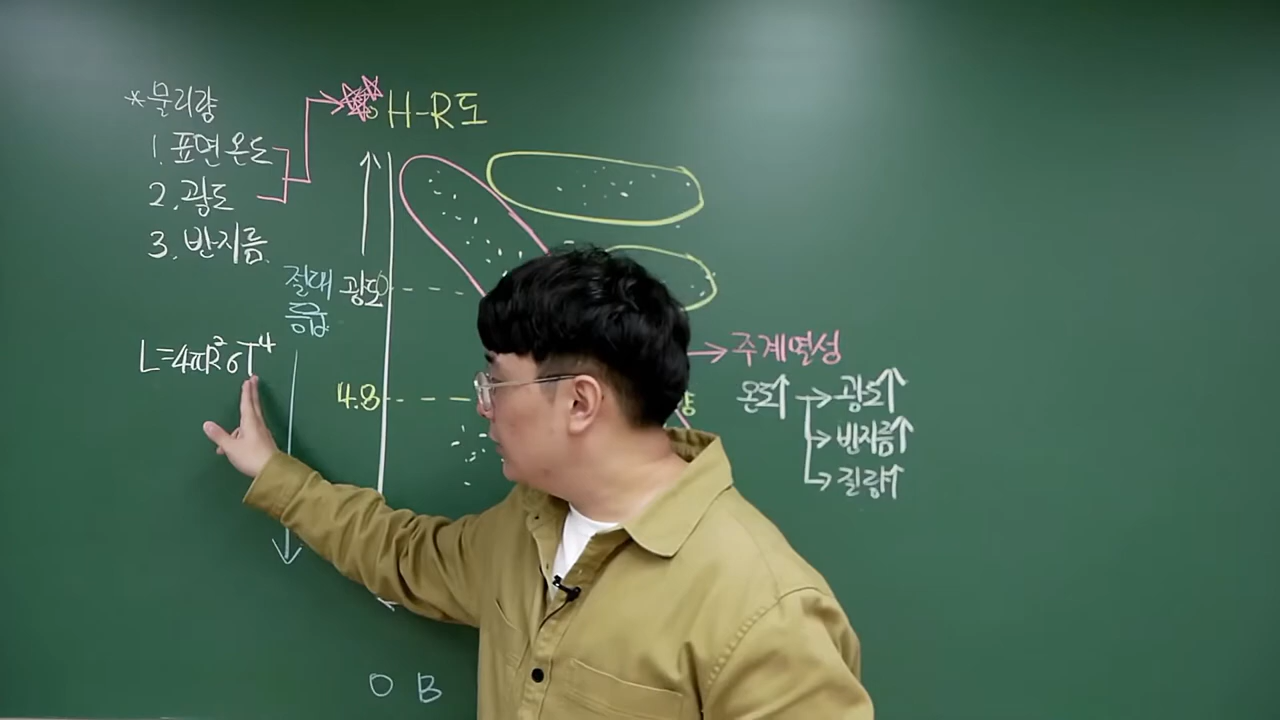 *물리량
1. 표면온도
2. 광도
3. 반지름
H-R도
절대
등급
광도
0
L=4πR²σT⁴
4.8
주계열성
온도↑ → 광도↑
→ 반지름↑
→ 질량↑
O B